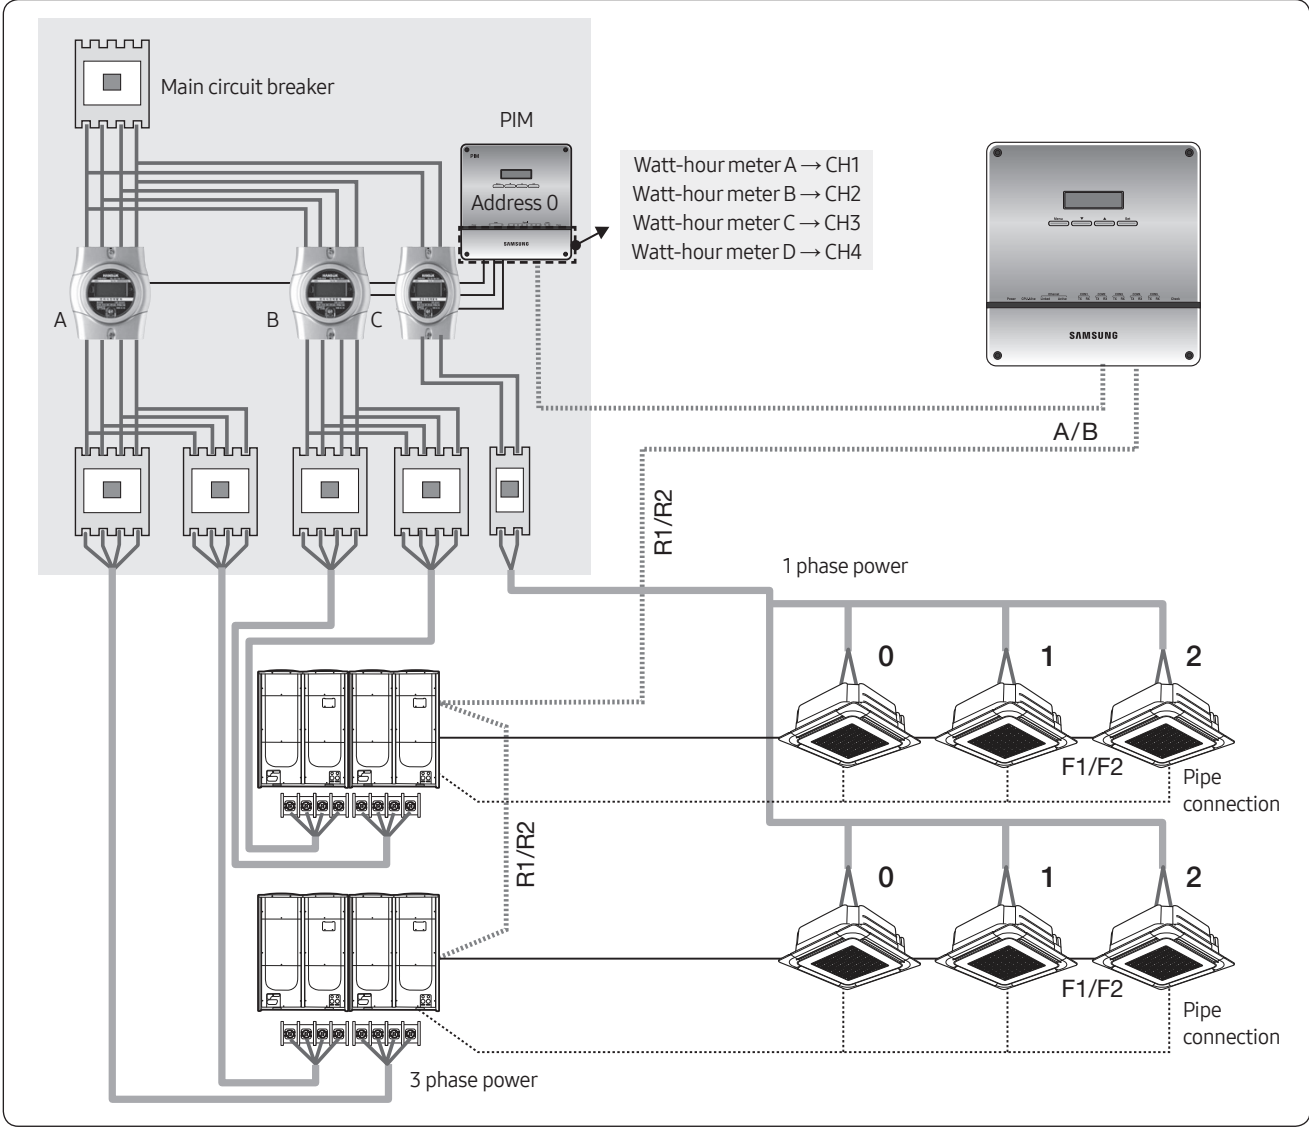 Main circuit breaker
PIM
Address 0
SAMSUNG
Watt-hour meter A → CH1
Watt-hour meter B → CH2
Watt-hour meter C → CH3
Watt-hour meter D → CH4
SAMSUNG
A
B
C
A/B
R1/R2
1 phase power
0
1
2
F1/F2
Pipe
connection
R1/R2
0
1
2
F1/F2
Pipe
connection
3 phase power